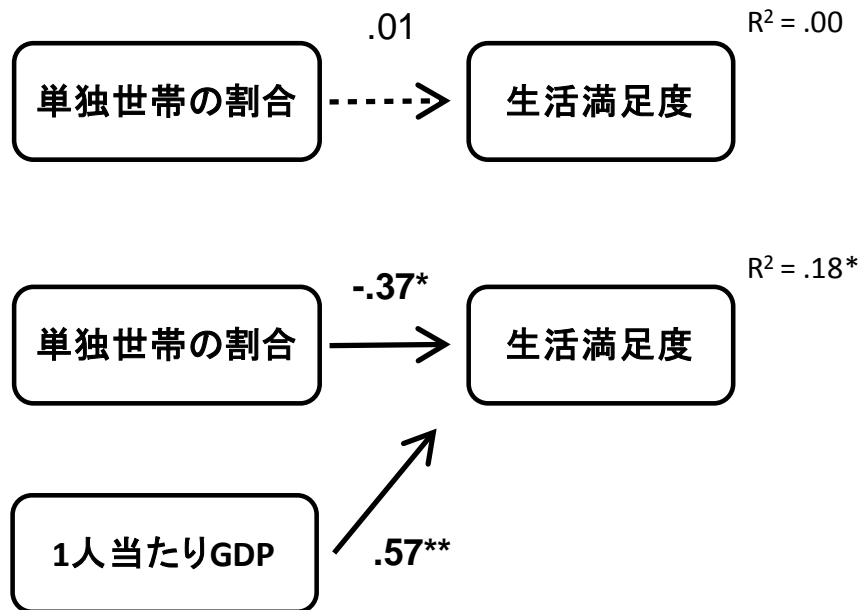 .01
R² = .00
単独世帯の割合
生活満足度
-.37*
R² = .18*
単独世帯の割合
生活満足度
1人当たりGDP
.57**